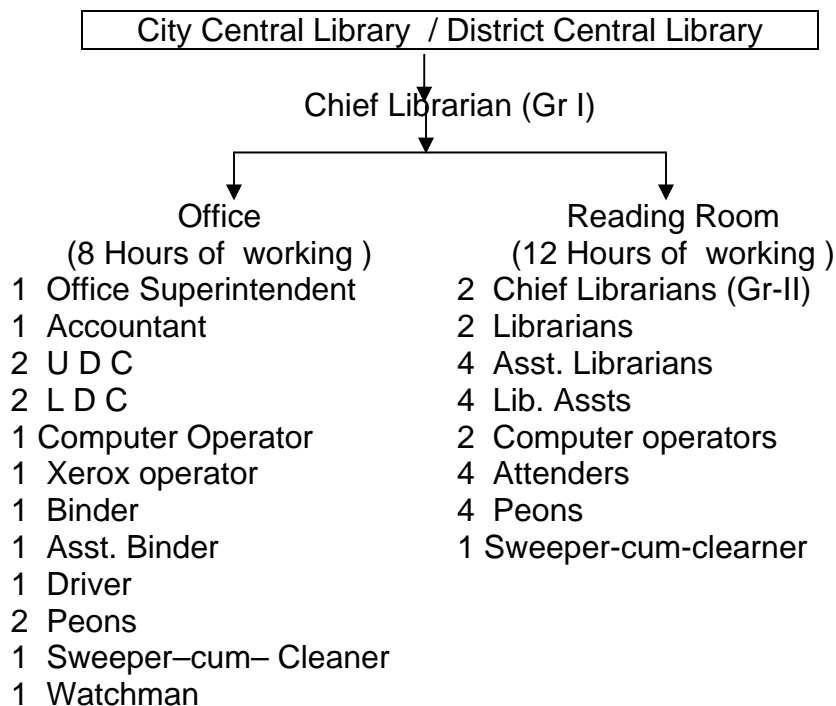 City Central Library / District Central Library
Chief Librarian (Gr I)
Office
(8 Hours of working )
1 Office Superintendent
1 Accountant
2 U D C
2 L D C
1 Computer Operator
1 Xerox operator
1 Binder
1 Asst. Binder
1 Driver
2 Peons
1 Sweeper–cum– Cleaner
1 Watchman
Reading Room
(12 Hours of working )
2 Chief Librarians (Gr-II)
2 Librarians
4 Asst. Librarians
4 Lib. Assts
2 Computer operators
4 Attenders
4 Peons
1 Sweeper-cum-clearner